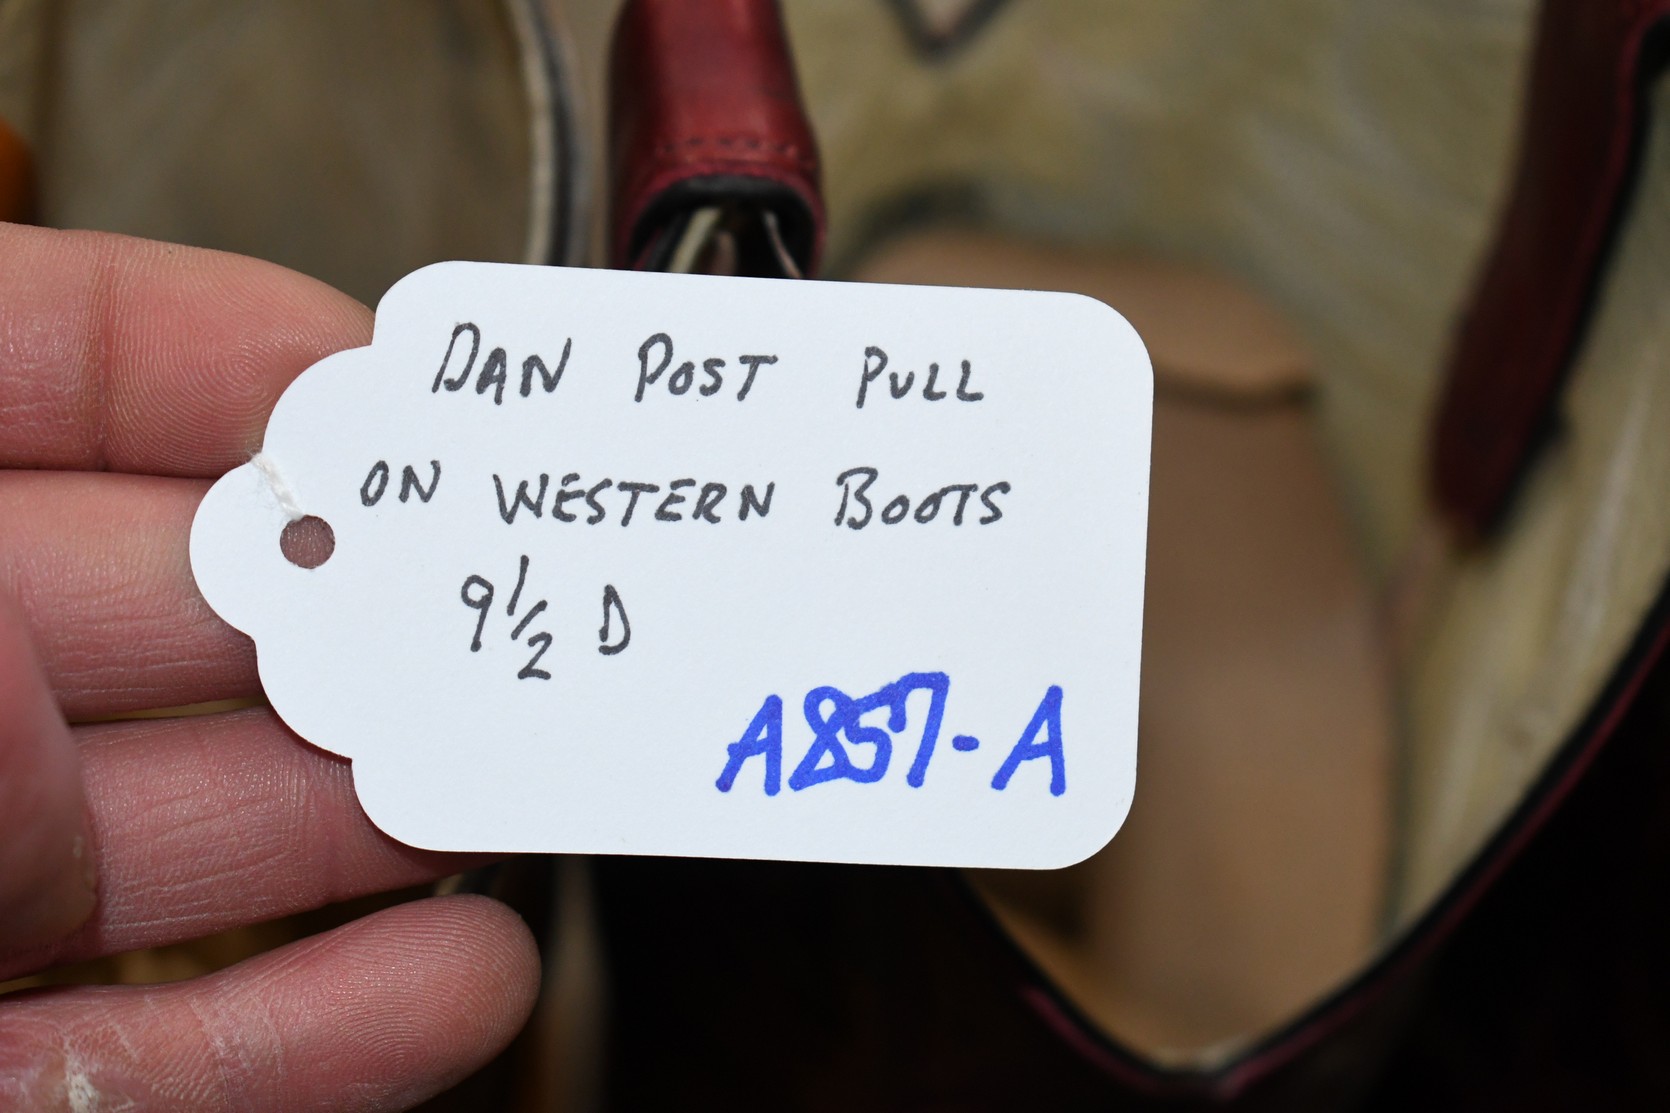 DAN POST PULL
ON WESTERN BOOTS
9 1/2 D
A857-A